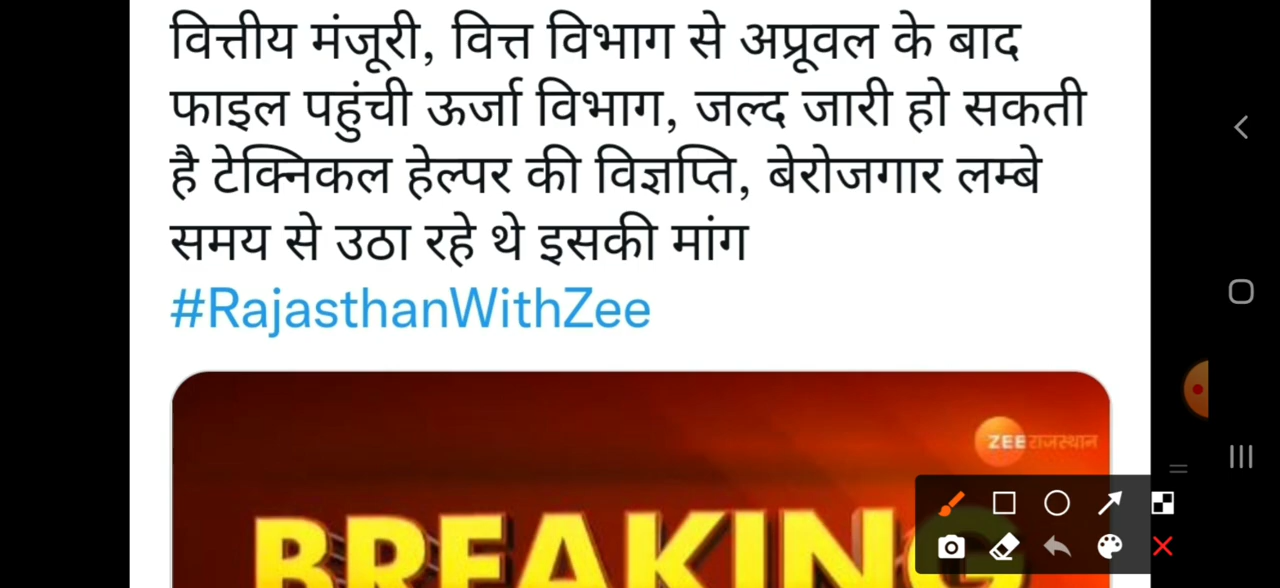 वित्तीय मंजूरी, वित्त विभाग से अप्रूवल के बाद
फाइल पहुंची ऊर्जा विभाग, जल्द जारी हो सकती
है टेक्निकल हेल्पर की विज्ञप्ति, बेरोजगार लम्बे
समय से उठा रहे थे इसकी मांग
#RajasthanWithZee
ZEE राजस्थान
BREAKING